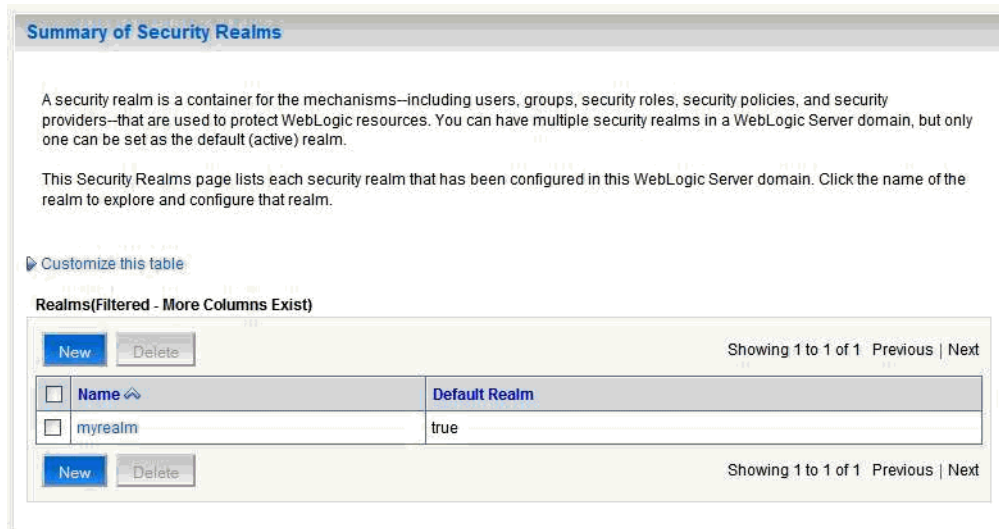 Summary of Security Realms
A security realm is a container for the mechanisms--including users, groups, security roles, security policies, and security
providers--that are used to protect WebLogic resources. You can have multiple security realms in a WebLogic Server domain, but only
one can be set as the default (active) realm.
This Security Realms page lists each security realm that has been configured in this WebLogic Server domain. Click the name of the
realm to explore and configure that realm.
Customize this table
Realms(Filtered - More Columns Exist)
New Delete Showing 1 to 1 of 1 Previous | Next
Name Default Realm
myrealm true
New Delete Showing 1 to 1 of 1 Previous | Next